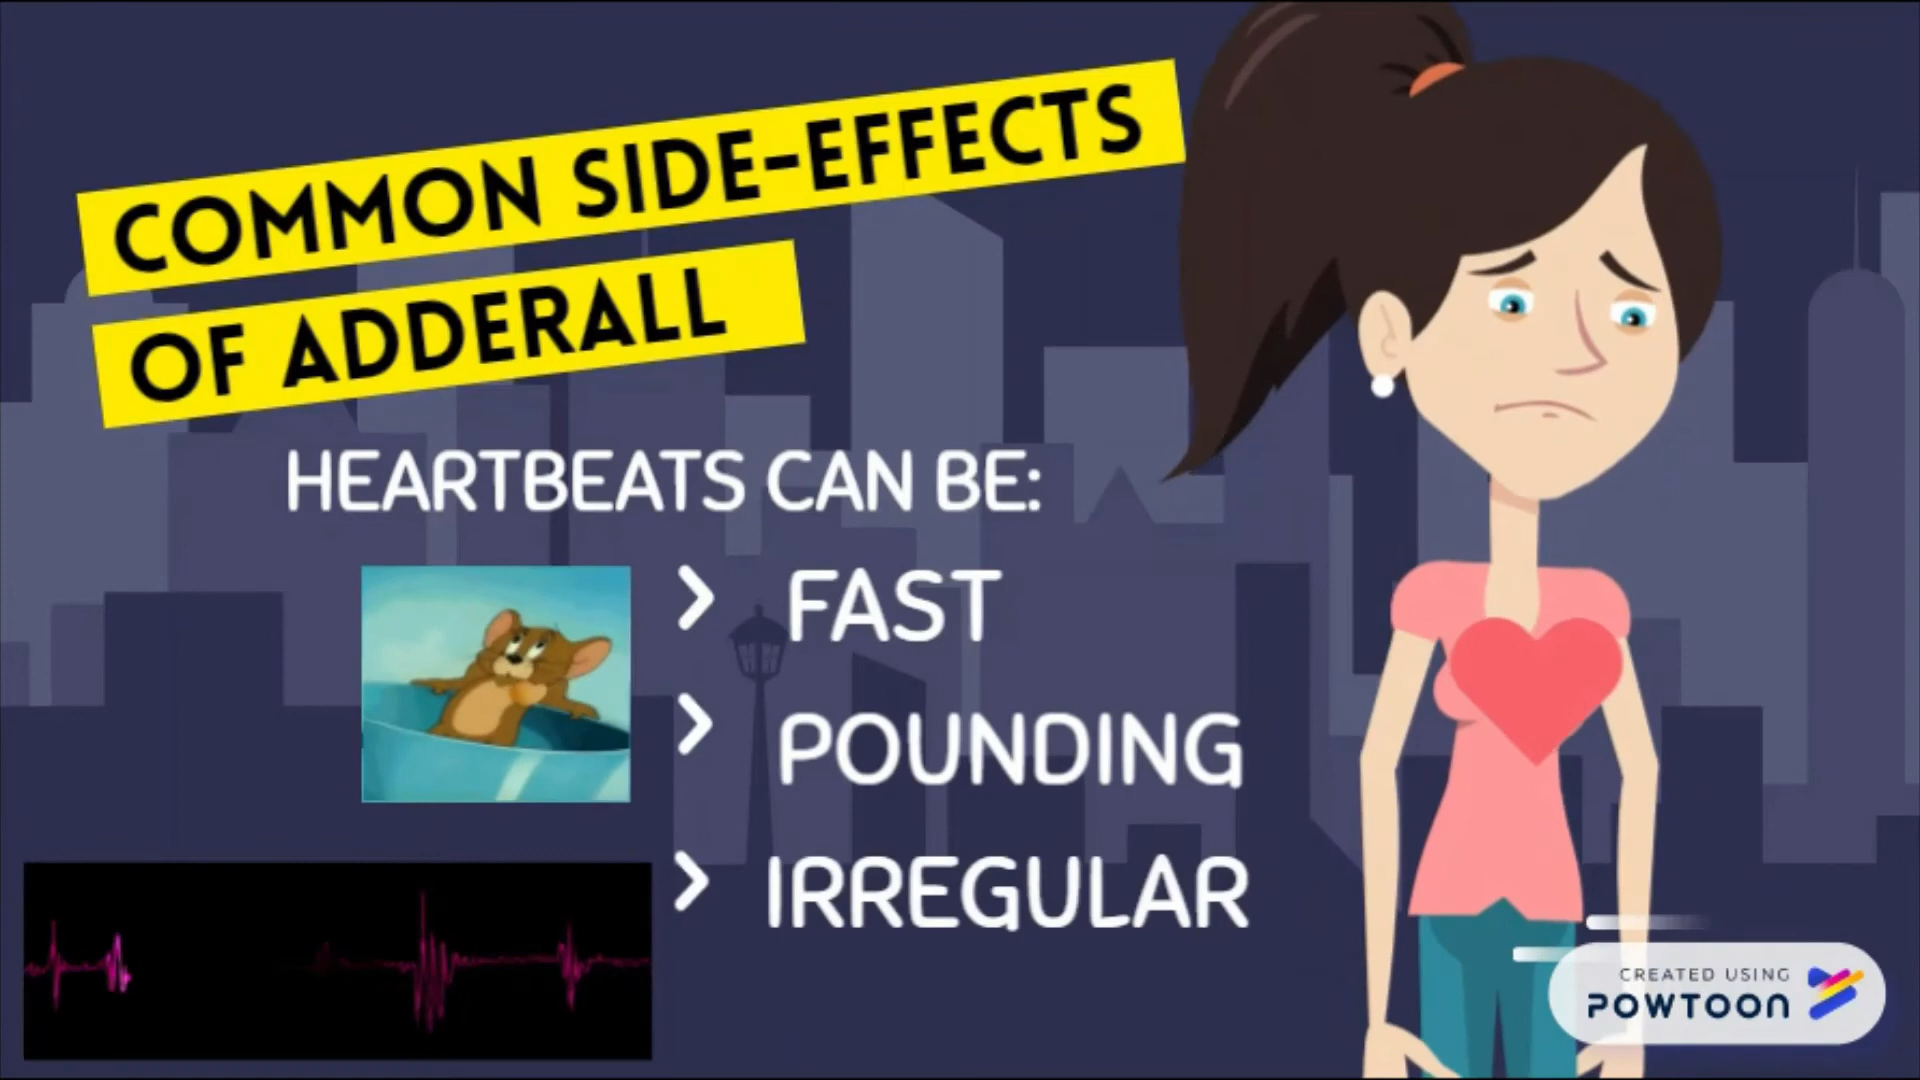 COMMON SIDE-EFFECTS
OF ADDERALL
HEARTBEATS CAN BE:
> FAST
> POUNDING
> IRREGULAR
CREATED USING
POWTOON